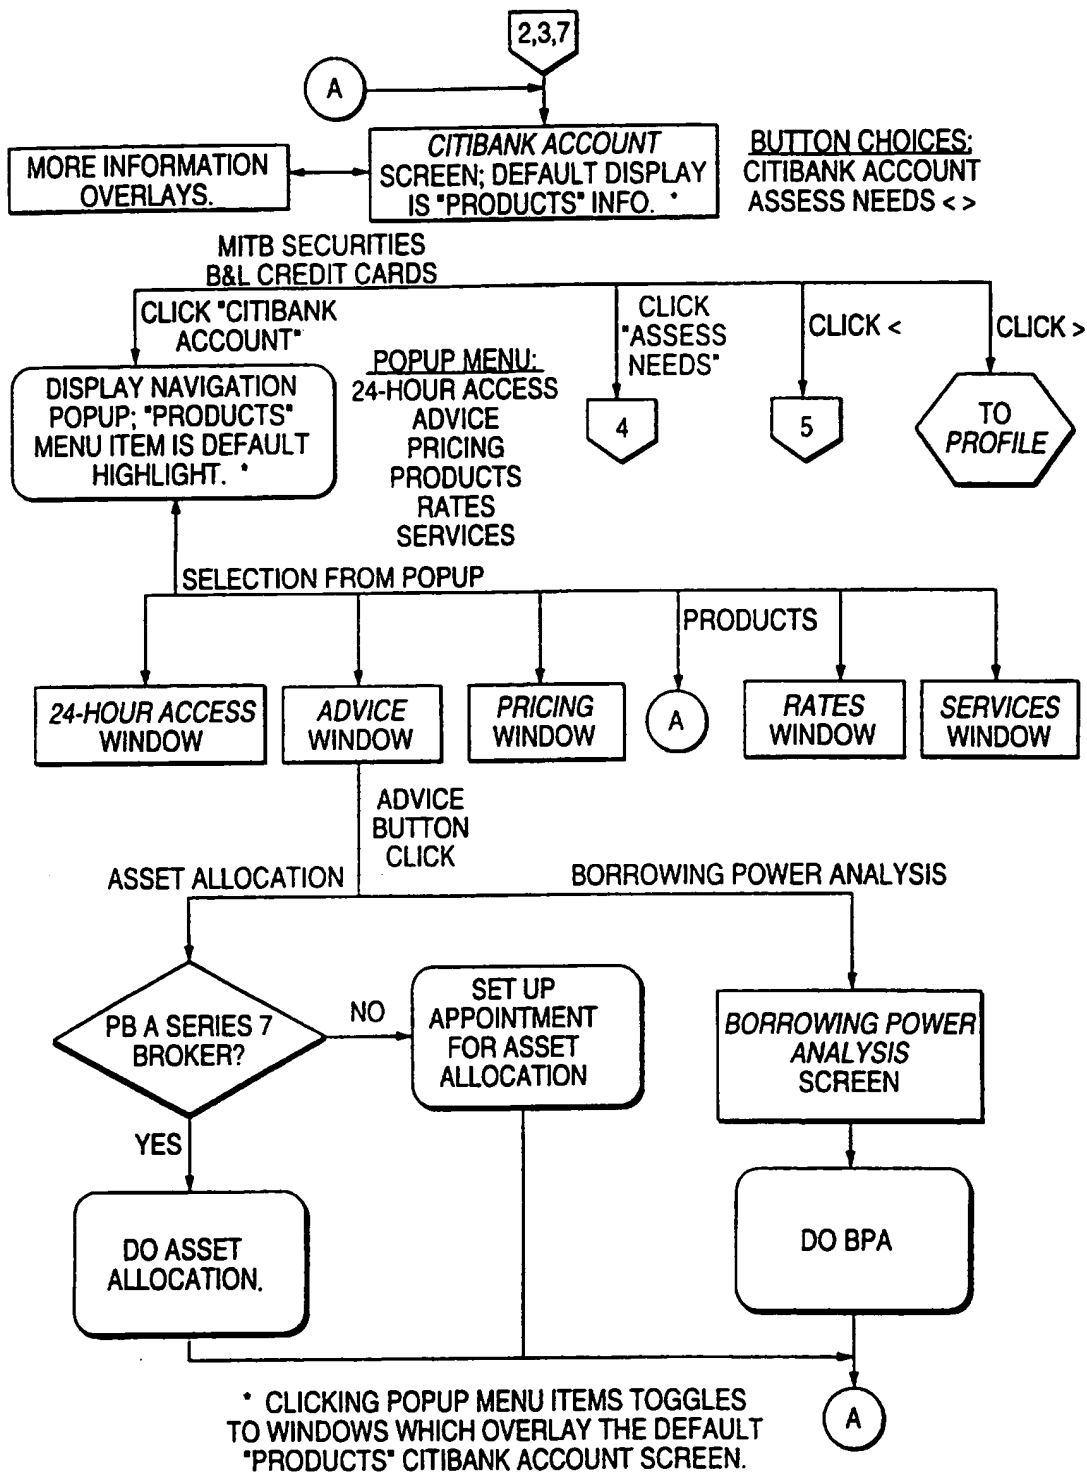 2,3,7
A
CITIBANK ACCOUNT
SCREEN; DEFAULT DISPLAY
IS "PRODUCTS" INFO. *
MORE INFORMATION
OVERLAYS.
BUTTON CHOICES:
CITIBANK ACCOUNT
ASSESS NEEDS < >
MITB SECURITIES
B&L CREDIT CARDS
CLICK "CITIBANK
ACCOUNT"
CLICK
"ASSESS
NEEDS"
CLICK <
CLICK >
DISPLAY NAVIGATION
POPUP; "PRODUCTS"
MENU ITEM IS DEFAULT
HIGHLIGHT. *
POPUP MENU:
24-HOUR ACCESS
ADVICE
PRICING
PRODUCTS
RATES
SERVICES
4
5
TO
PROFILE
SELECTION FROM POPUP
PRODUCTS
24-HOUR ACCESS
WINDOW
ADVICE
WINDOW
PRICING
WINDOW
A
RATES
WINDOW
SERVICES
WINDOW
ADVICE
BUTTON
CLICK
ASSET ALLOCATION
BORROWING POWER ANALYSIS
PB A SERIES 7
BROKER?
NO
SET UP
APPOINTMENT
FOR ASSET
ALLOCATION
BORROWING POWER
ANALYSIS
SCREEN
YES
DO ASSET
ALLOCATION.
DO BPA
A
* CLICKING POPUP MENU ITEMS TOGGLES
TO WINDOWS WHICH OVERLAY THE DEFAULT
"PRODUCTS" CITIBANK ACCOUNT SCREEN.